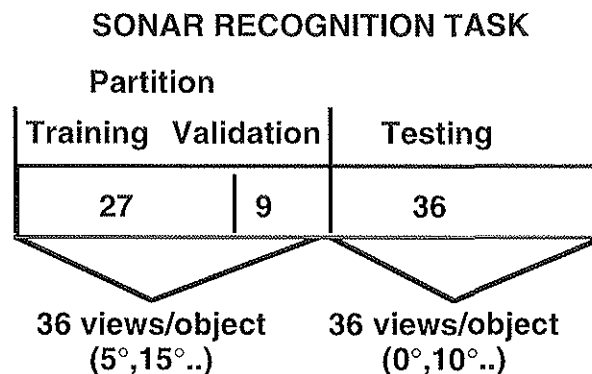 SONAR RECOGNITION TASK
Partition
Training Validation Testing
27 9 36
36 views/object 36 views/object
(5°,15°..) (0°,10°..)